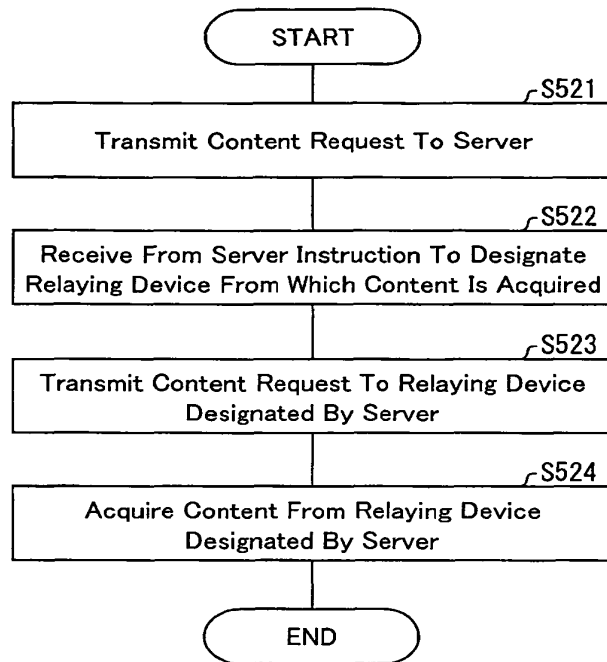 START
S521
Transmit Content Request To Server
S522
Receive From Server Instruction To Designate
Relaying Device From Which Content Is Acquired
S523
Transmit Content Request To Relaying Device
Designated By Server
S524
Acquire Content From Relaying Device
Designated By Server
END